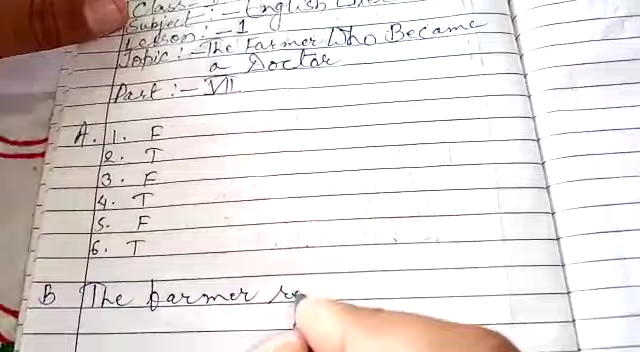 Class
Subject :- English
Lesson :- 1
Topic :- The Farmer Who Became
a Doctor
Part :- VII
A. 1. F
2. T
3. F
4. T
5. F
6. T
B The farmer